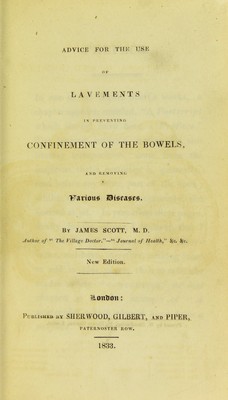 ADVICE FOR THE USE
OF
LAVEMENTS
IN PREVENTING
CONFINEMENT OF THE BOWELS,
AND REMOVING
Various Diseases.
BY JAMES SCOTT, M. D.
Author of " The Village Doctor,"—" Journal of Health," &c. &c.
New Edition.
London:
PUBLISHED BY SHERWOOD, GILBERT, AND PIPER,
PATERNOSTER ROW.
1833.